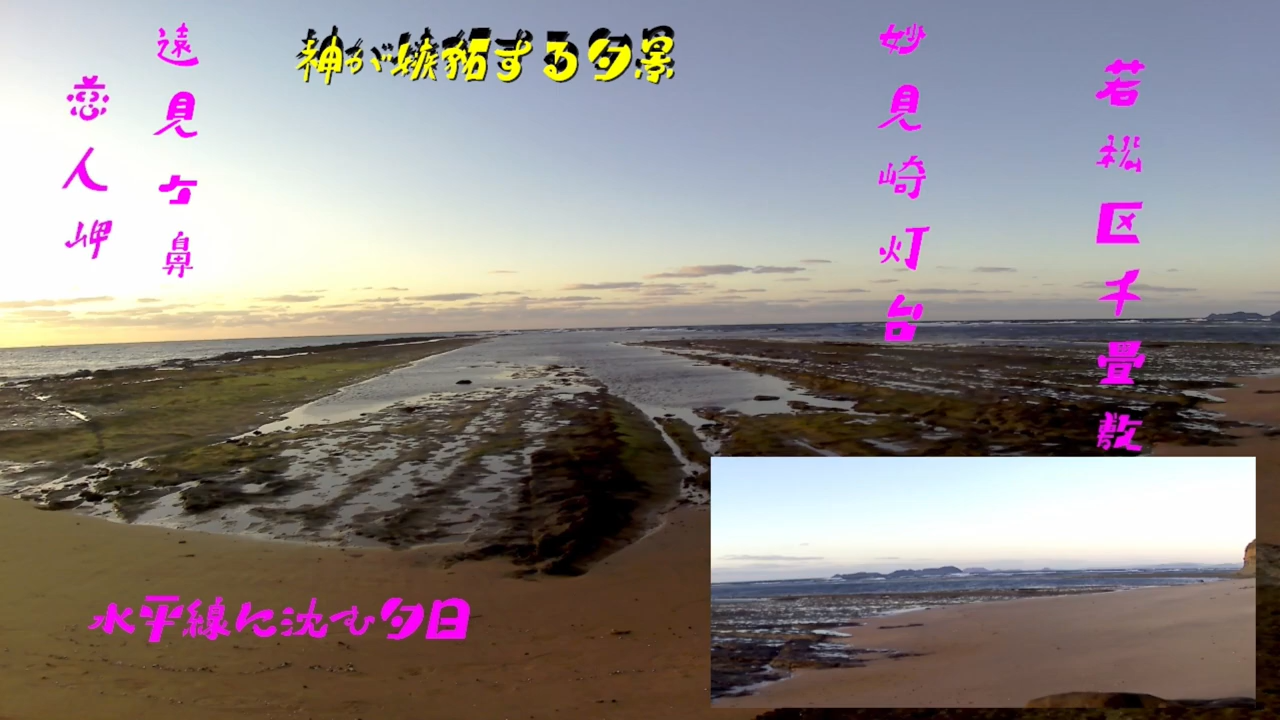 神が嫉妬する夕景
若松区千畳敷
妙見崎灯台
遠見ケ鼻
恋人岬
水平線に沈む夕日